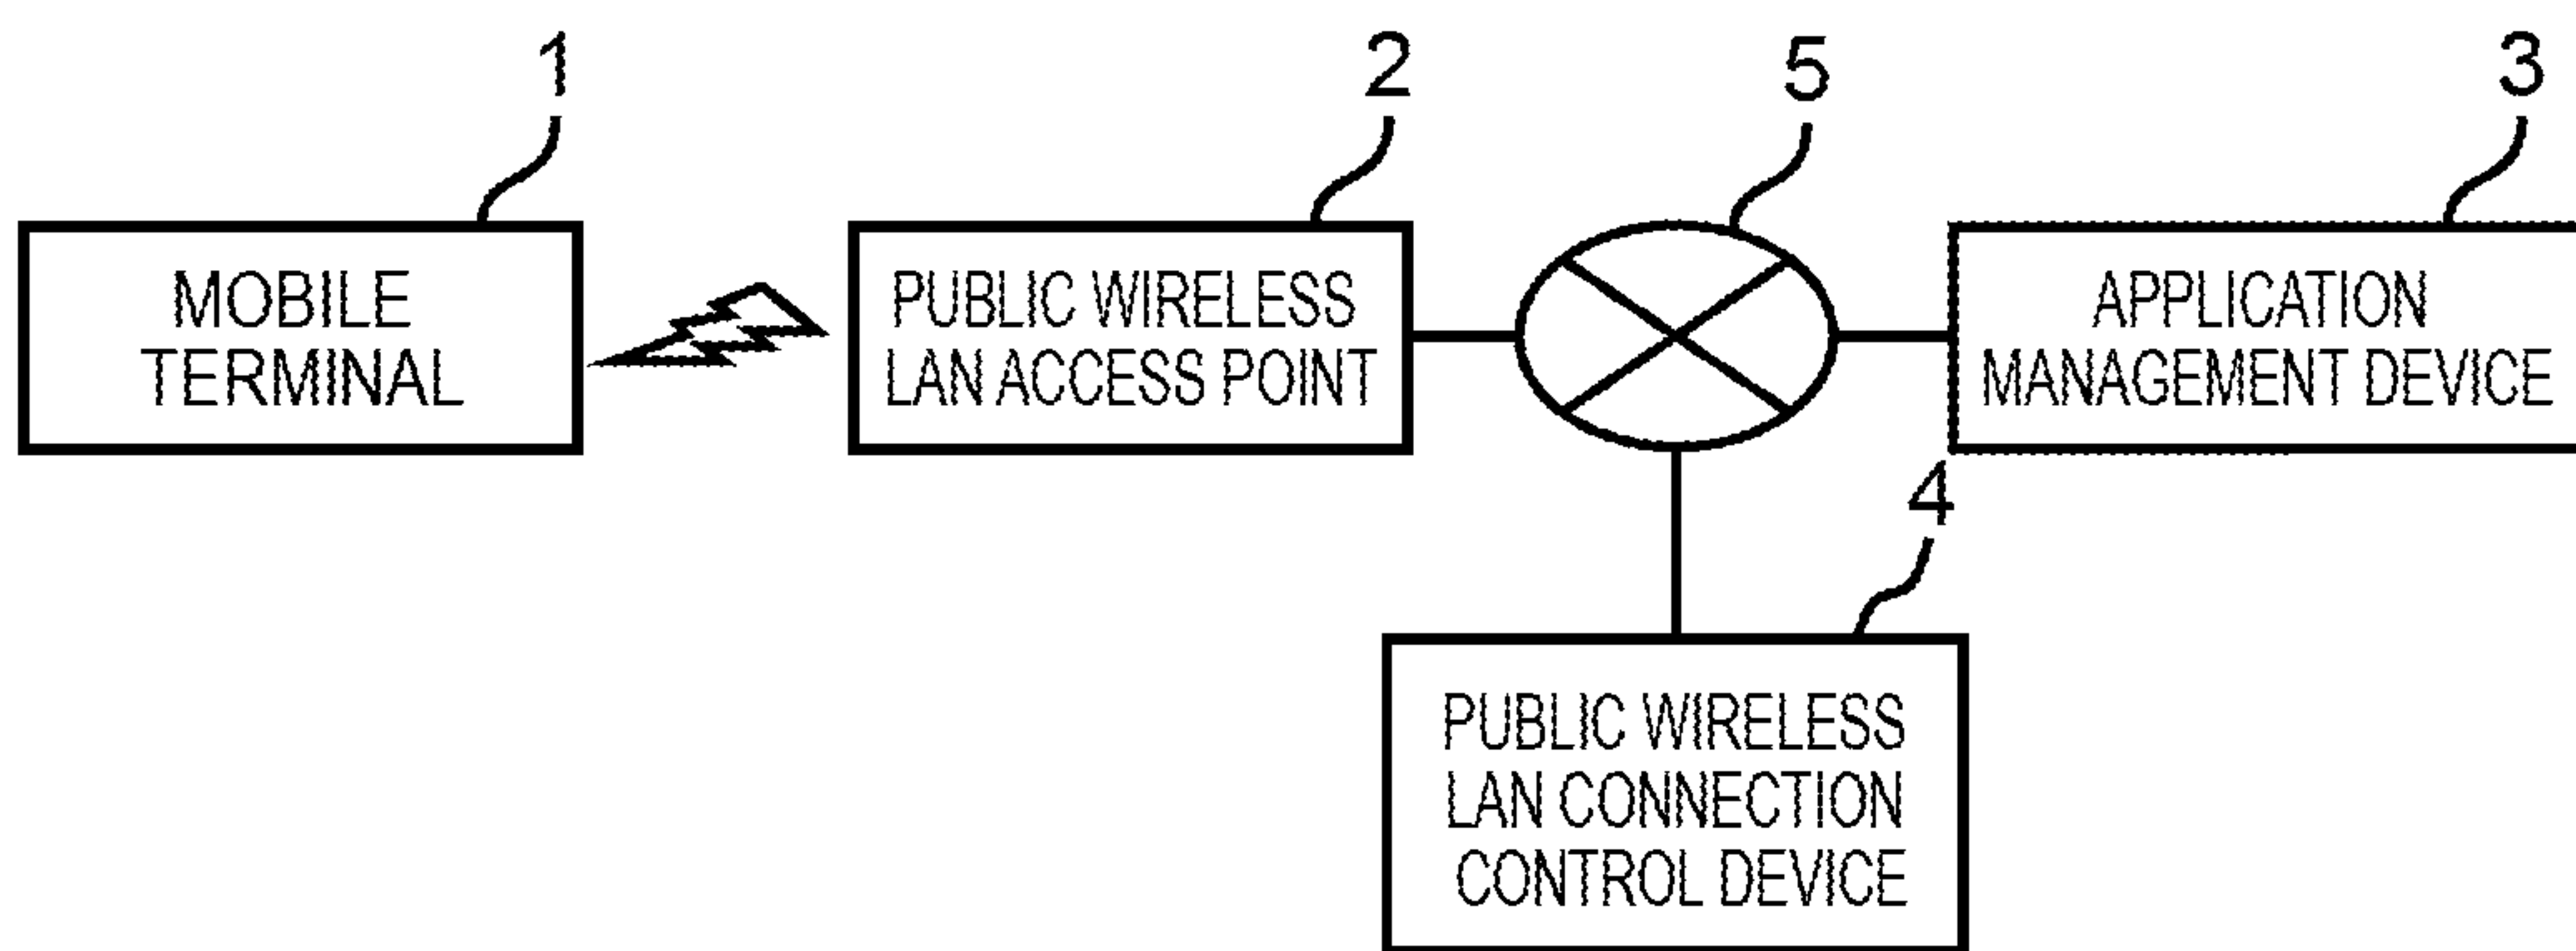 1
2
5
3
MOBILE
TERMINAL
PUBLIC WIRELESS
LAN ACCESS POINT
APPLICATION
MANAGEMENT DEVICE
4
PUBLIC WIRELESS
LAN CONNECTION
CONTROL DEVICE